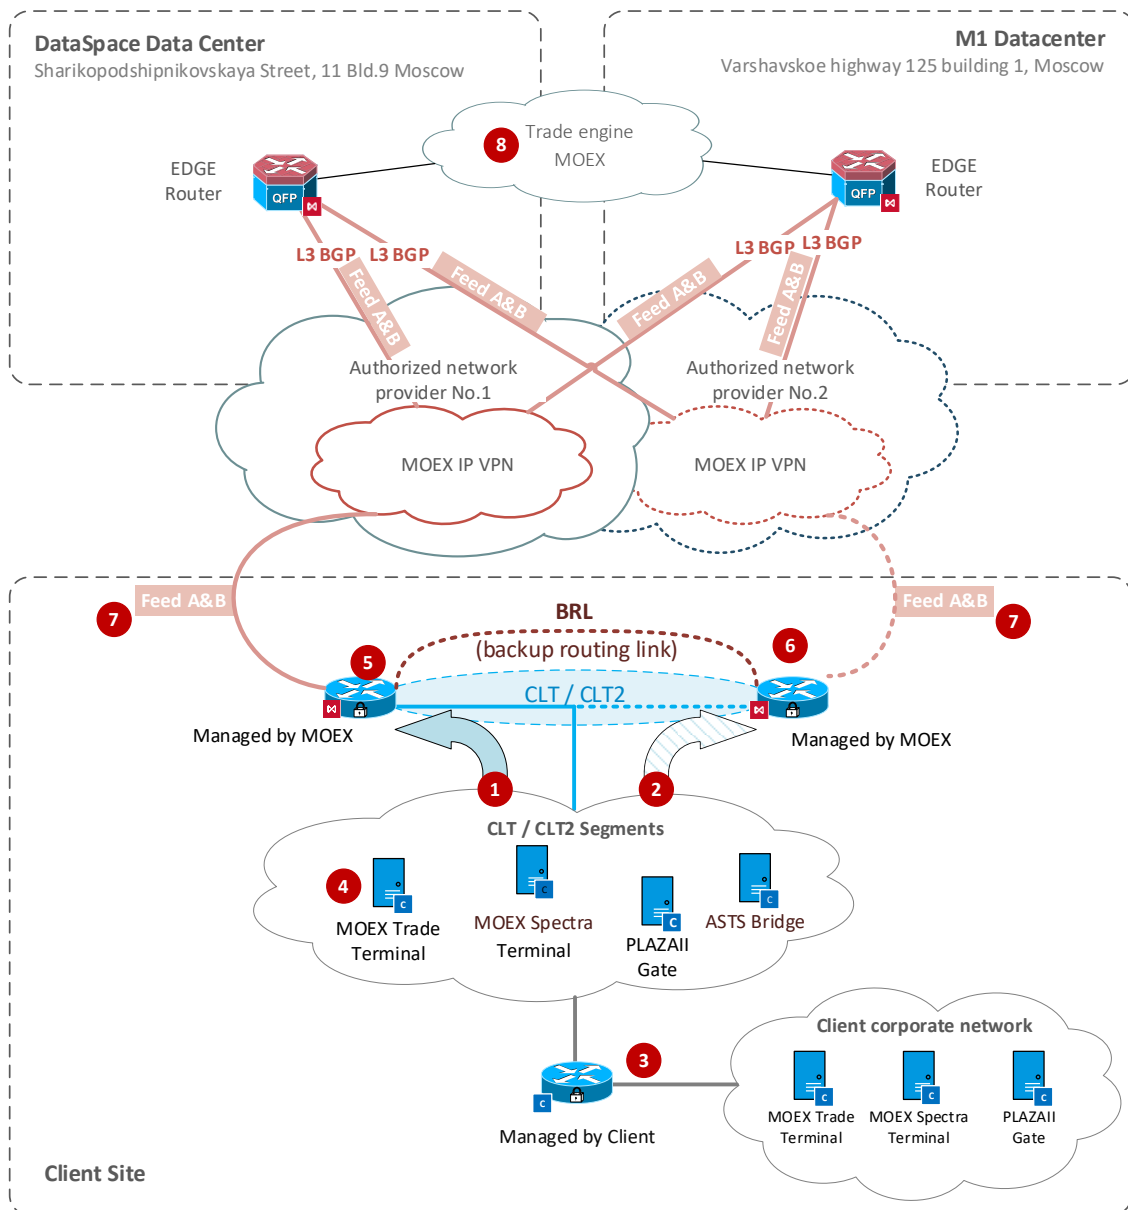 DataSpace Data Center
Sharikopodshipnikovskaya Street, 11 Bld.9 Moscow
M1 Datacenter
Varshavskoe highway 125 building 1, Moscow
8
Trade engine
MOEX
EDGE
Router
QFP
EDGE
Router
QFP
L3 BGP
L3 BGP
L3 BGP
L3 BGP
Feed A&B
Feed A&B
Feed A&B
Feed A&B
Authorized network
provider No.1
Authorized network
provider No.2
MOEX IP VPN
MOEX IP VPN
7
Feed A&B
Feed A&B
7
BRL
(backup routing link)
5
6
CLT / CLT2
Managed by MOEX
Managed by MOEX
1
2
CLT / CLT2 Segments
4
C
MOEX Trade
Terminal
C
MOEX Spectra
Terminal
C
PLAZAII
Gate
C
ASTS Bridge
3
C
Managed by Client
Client corporate network
C
MOEX Trade
Terminal
C
MOEX Spectra
Terminal
C
PLAZAII
Gate
Client Site